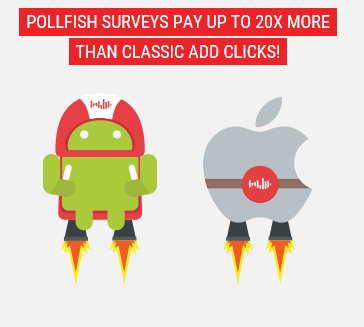 POLLFISH SURVEYS PAY UP TO 20X MORE
THAN CLASSIC ADD CLICKS!